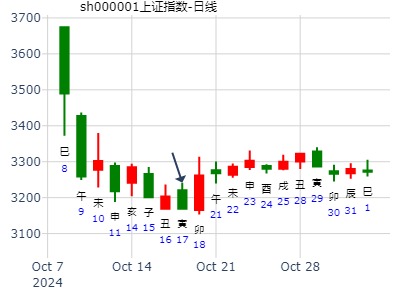 sh000001上证指数-日线
3700
3600
3500
3400
3300
3200
3100
巳 8
午 9
未 10
申 11
亥 14
子 15
丑 16
寅 17
卯 18
午 21
未 22
申 23
酉 24
戌 25
丑 28
寅 29
卯 30
辰 31
巳 1
Oct 7 Oct 14 Oct 21 Oct 28
2024